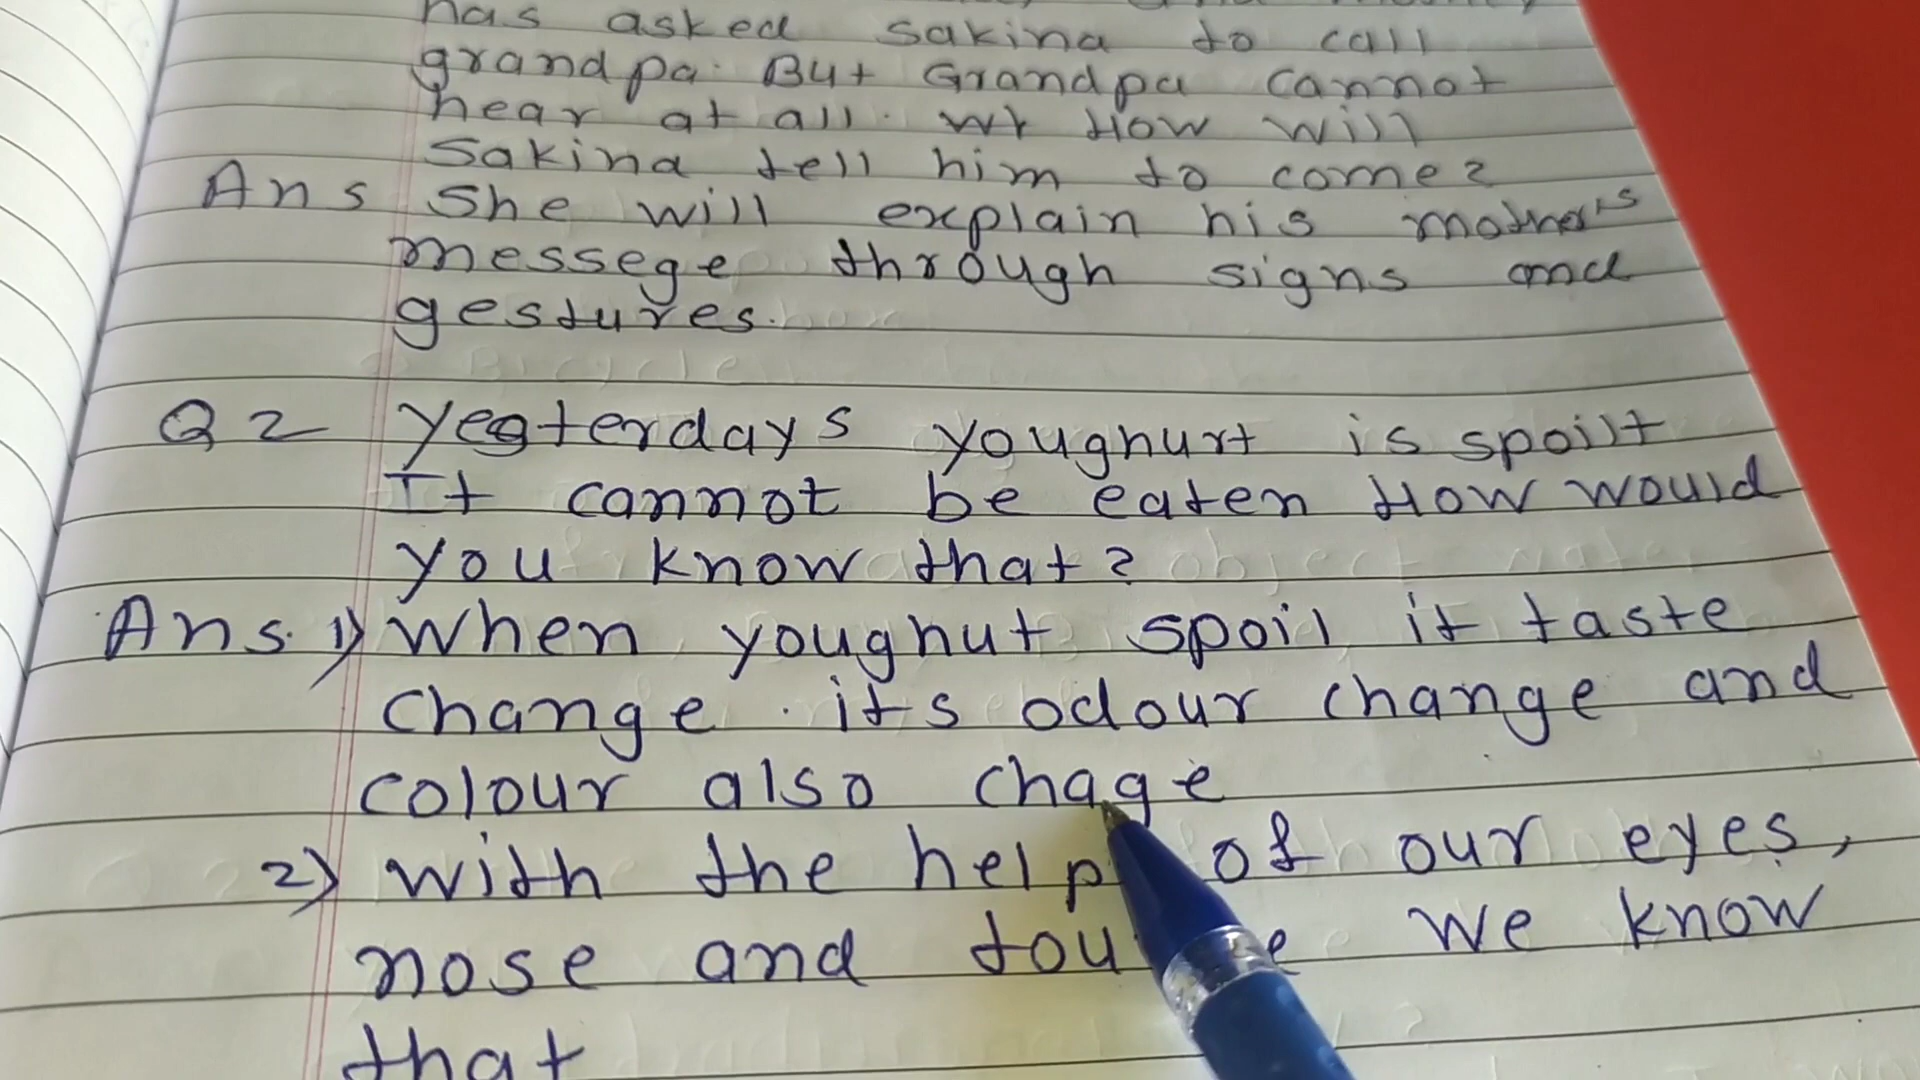 has asked sakina to call
grandpa. But Grandpa cannot
hear at all. How will
Sakina tell him to come?
Ans She will explain his mother's
messege through signs and
gestures.
Q2 Yesterdays youghurt is spoilt
It cannot be eaten How would
you know that?
Ans. 1) When youghut spoil it taste
change. its odour change and
colour also chage
2) With the help of our eyes,
nose and we know
that